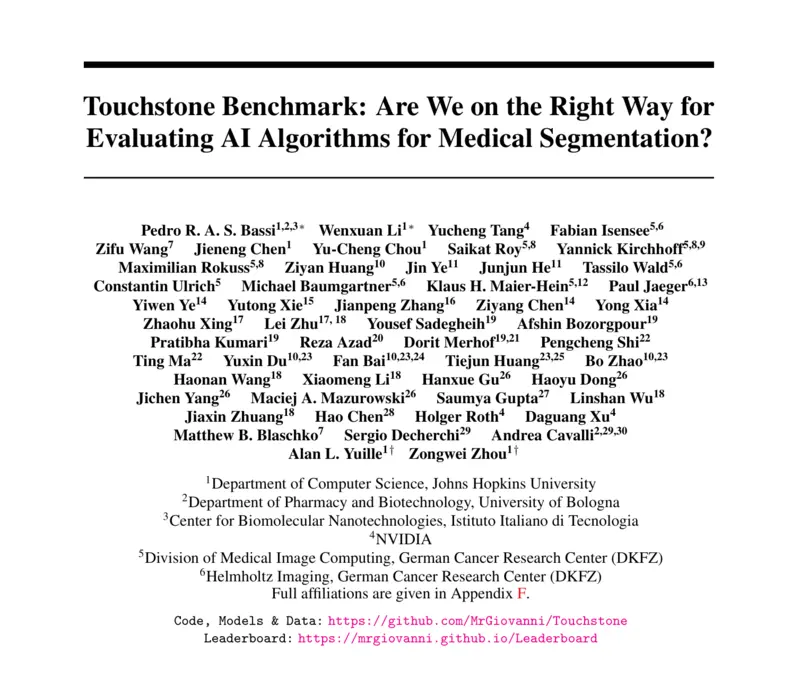 Touchstone Benchmark: Are We on the Right Way for
Evaluating AI Algorithms for Medical Segmentation?
Pedro R. A. S. Bassi1,2,3∗ Wenxuan Li1∗ Yucheng Tang4 Fabian Isensee5,6
Zifu Wang7 Jieneng Chen1 Yu-Cheng Chou1 Saikat Roy5,8 Yannick Kirchhoff5,8,9
Maximilian Rokuss5,8 Ziyan Huang10 Jin Ye11 Junjun He11 Tassilo Wald5,6
Constantin Ulrich5 Michael Baumgartner5,6 Klaus H. Maier-Hein5,12 Paul Jaeger6,13
Yiwen Ye14 Yutong Xie15 Jianpeng Zhang16 Ziyang Chen14 Yong Xia14
Zhaohu Xing17 Lei Zhu17, 18 Yousef Sadegheih19 Afshin Bozorgpour19
Pratibha Kumari19 Reza Azad20 Dorit Merhof19,21 Pengcheng Shi22
Ting Ma22 Yuxin Du10,23 Fan Bai10,23,24 Tiejun Huang23,25 Bo Zhao10,23
Haonan Wang18 Xiaomeng Li18 Hanxue Gu26 Haoyu Dong26
Jichen Yang26 Maciej A. Mazurowski26 Saumya Gupta27 Linshan Wu18
Jiaxin Zhuang18 Hao Chen28 Holger Roth4 Daguang Xu4
Matthew B. Blaschko7 Sergio Decherchi29 Andrea Cavalli2,29,30
Alan L. Yuille1† Zongwei Zhou1†
1Department of Computer Science, Johns Hopkins University
2Department of Pharmacy and Biotechnology, University of Bologna
3Center for Biomolecular Nanotechnologies, Istituto Italiano di Tecnologia
4NVIDIA
5Division of Medical Image Computing, German Cancer Research Center (DKFZ)
6Helmholtz Imaging, German Cancer Research Center (DKFZ)
Full affiliations are given in Appendix F.
Code, Models & Data: https://github.com/MrGiovanni/Touchstone
Leaderboard: https://mrgiovanni.github.io/Leaderboard